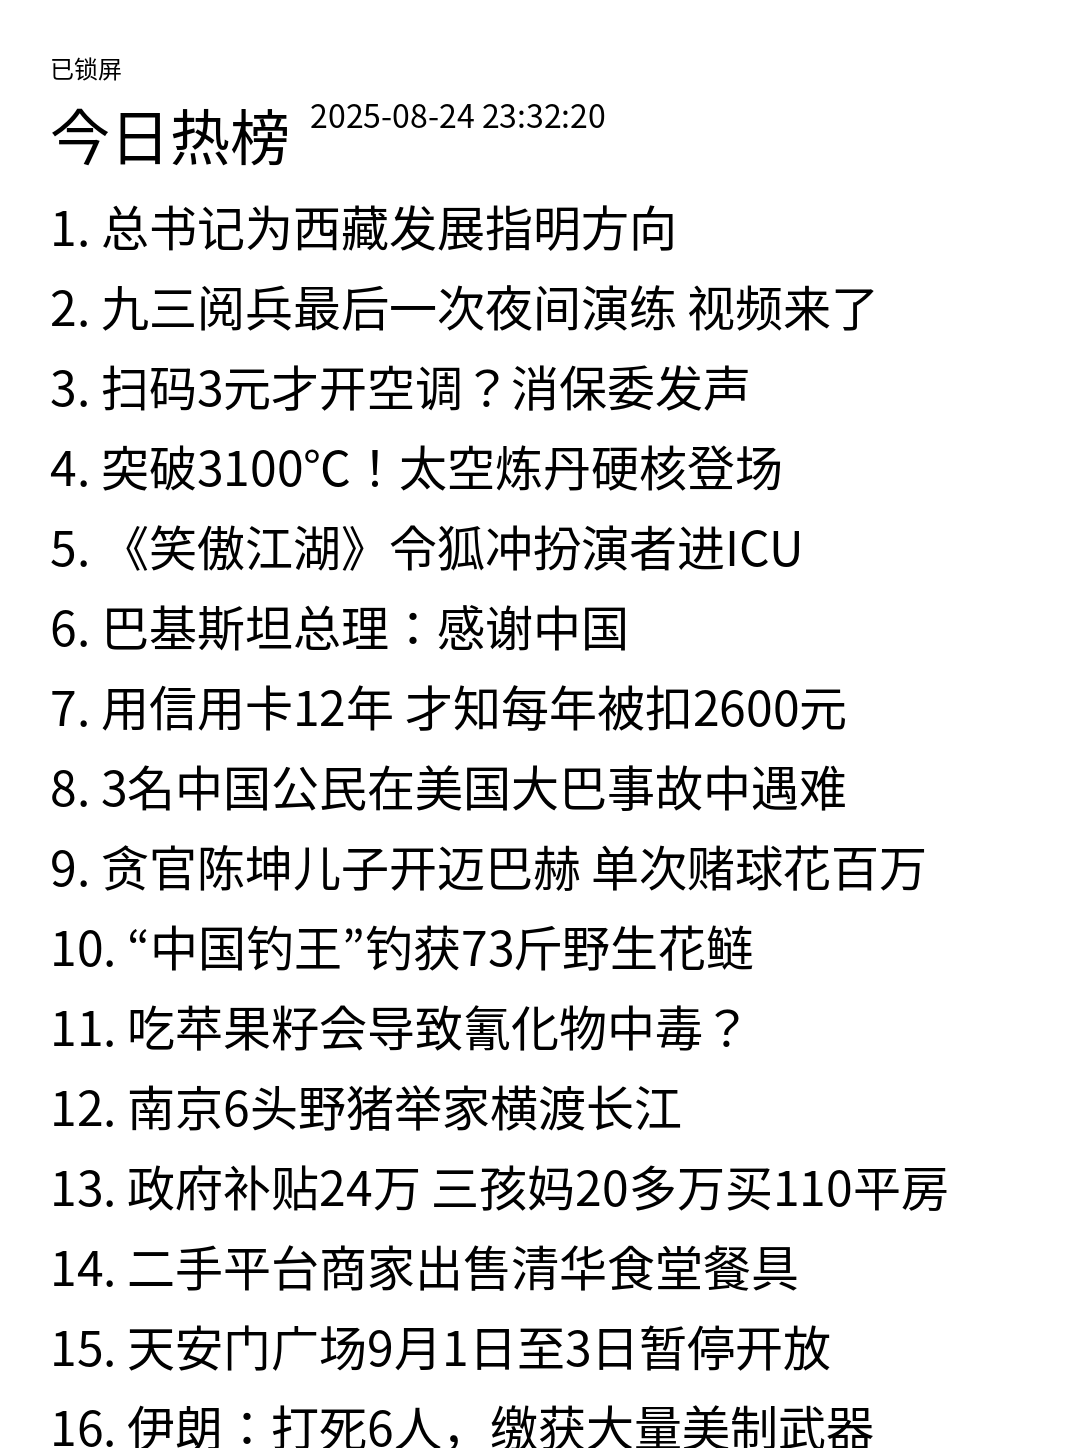 已锁屏
今日热榜 2025-08-24 23:32:20
1. 总书记为西藏发展指明方向
2. 九三阅兵最后一次夜间演练 视频来了
3. 扫码3元才开空调？消保委发声
4. 突破3100℃！太空炼丹硬核登场
5. 《笑傲江湖》令狐冲扮演者进ICU
6. 巴基斯坦总理：感谢中国
7. 用信用卡12年 才知每年被扣2600元
8. 3名中国公民在美国大巴事故中遇难
9. 贪官陈坤儿子开迈巴赫 单次赌球花百万
10. “中国钓王”钓获73斤野生花鲢
11. 吃苹果籽会导致氰化物中毒？
12. 南京6头野猪举家横渡长江
13. 政府补贴24万 三孩妈20多万买110平房
14. 二手平台商家出售清华食堂餐具
15. 天安门广场9月1日至3日暂停开放
16. 伊朗：打死6人，缴获大量美制武器